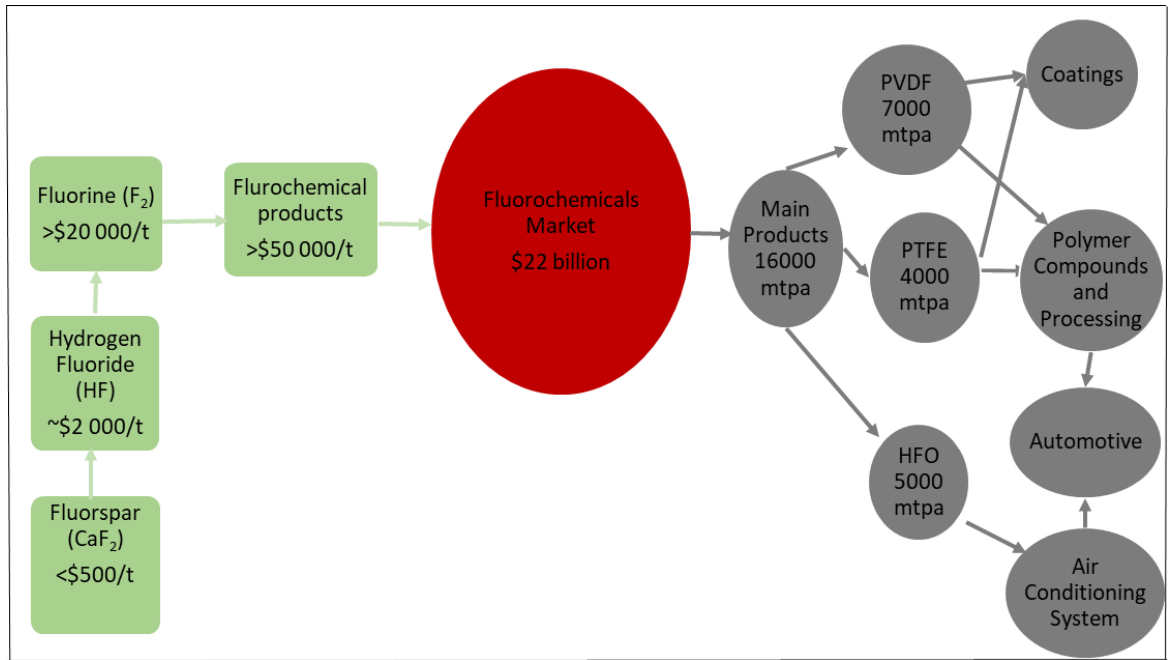 Fluorspar
(CaF₂)
<$500/t
Hydrogen
Fluoride
(HF)
~$2 000/t
Fluorine (F₂)
>$20 000/t
Flurochemical
products
>$50 000/t
Fluorochemicals
Market
$22 billion
Main
Products
16000
mtpa
PVDF
7000
mtpa
PTFE
4000
mtpa
HFO
5000
mtpa
Coatings
Polymer
Compounds
and
Processing
Automotive
Air
Conditioning
System